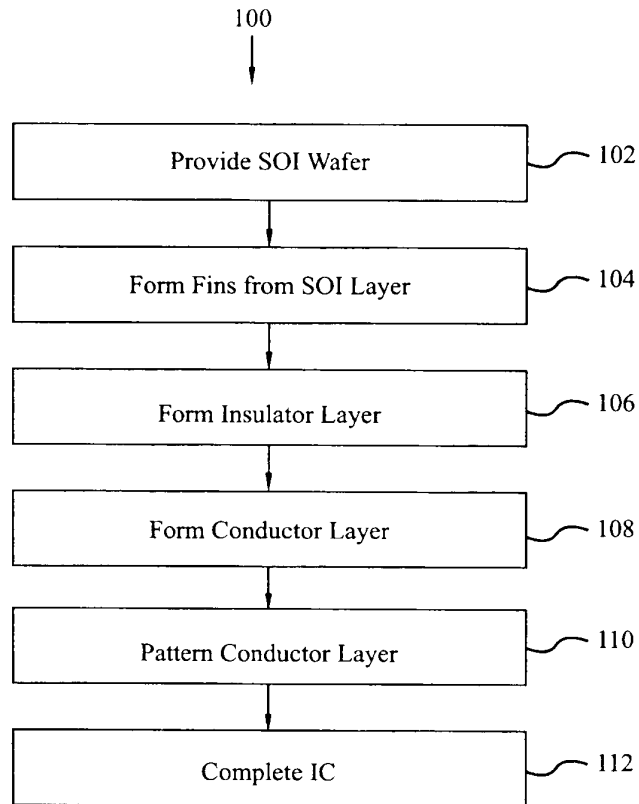 100
Provide SOI Wafer
102
Form Fins from SOI Layer
104
Form Insulator Layer
106
Form Conductor Layer
108
Pattern Conductor Layer
110
Complete IC
112